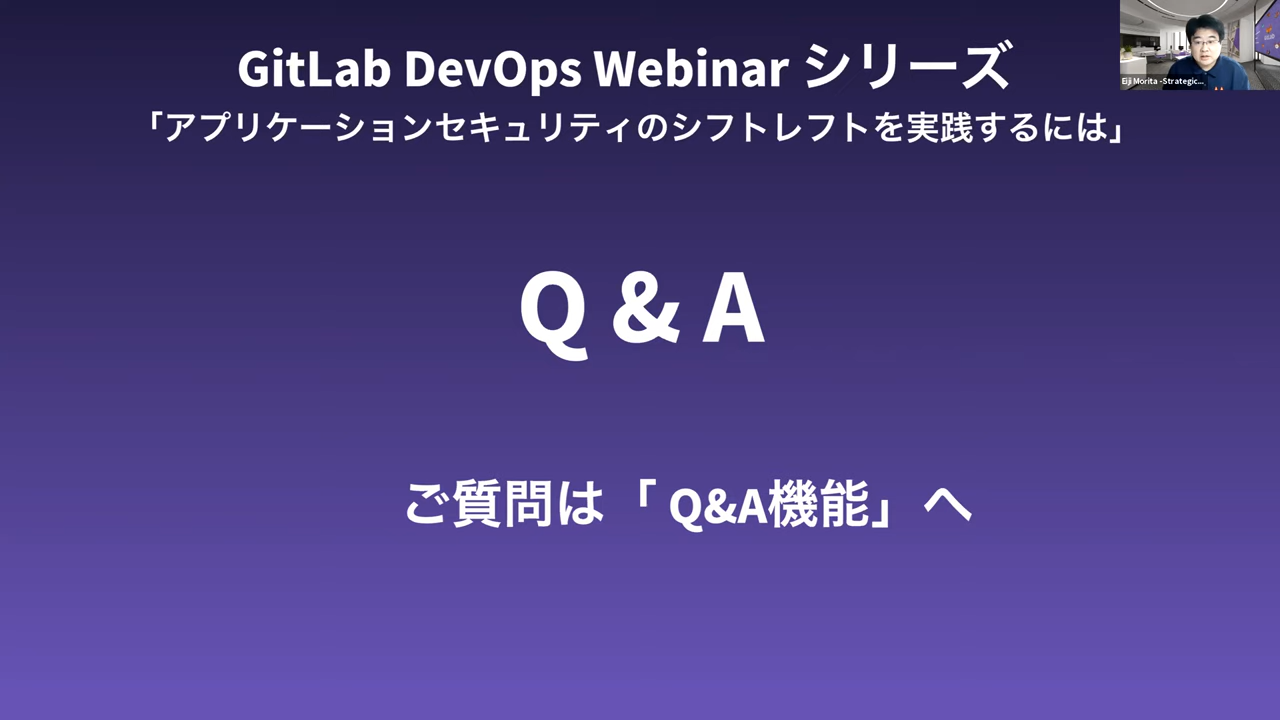 GitLab DevOps Webinar シリーズ
「アプリケーションセキュリティのシフトレフトを実践するには」
Eiji Morita -Strategic...
Q & A
ご質問は「 Q&A機能」へ